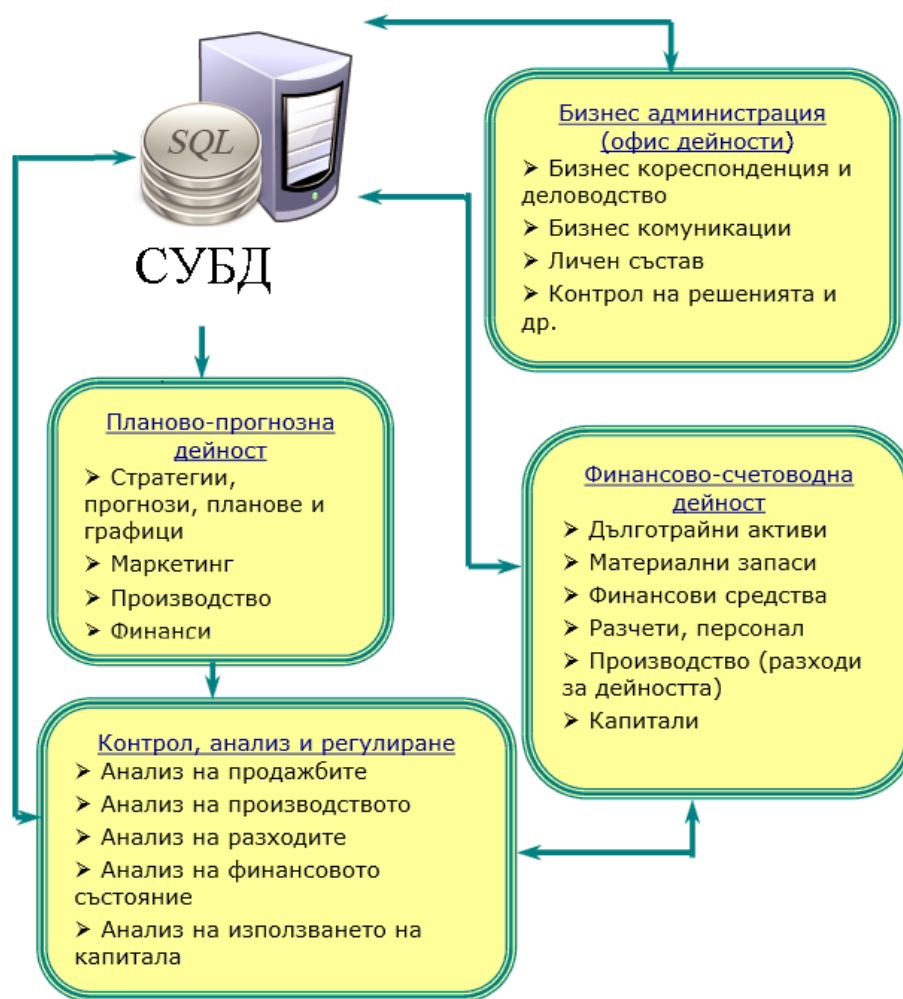 SQL
СУБД
Бизнес администрация
(офис дейности)
➢ Бизнес кореспонденция и
деловодство
➢ Бизнес комуникации
➢ Личен състав
➢ Контрол на решенията и
др.
Планово-прогнозна
дейност
➢ Стратегии,
прогнози, планове и
графици
➢ Маркетинг
➢ Производство
➢ Финанси
Финансово-счетоводна
дейност
➢ Дълготрайни активи
➢ Материални запаси
➢ Финансови средства
➢ Разчети, персонал
➢ Производство (разходи
за дейността)
➢ Капитали
Контрол, анализ и регулиране
➢ Анализ на продажбите
➢ Анализ на производството
➢ Анализ на разходите
➢ Анализ на финансовото
състояние
➢ Анализ на използването на
капитала